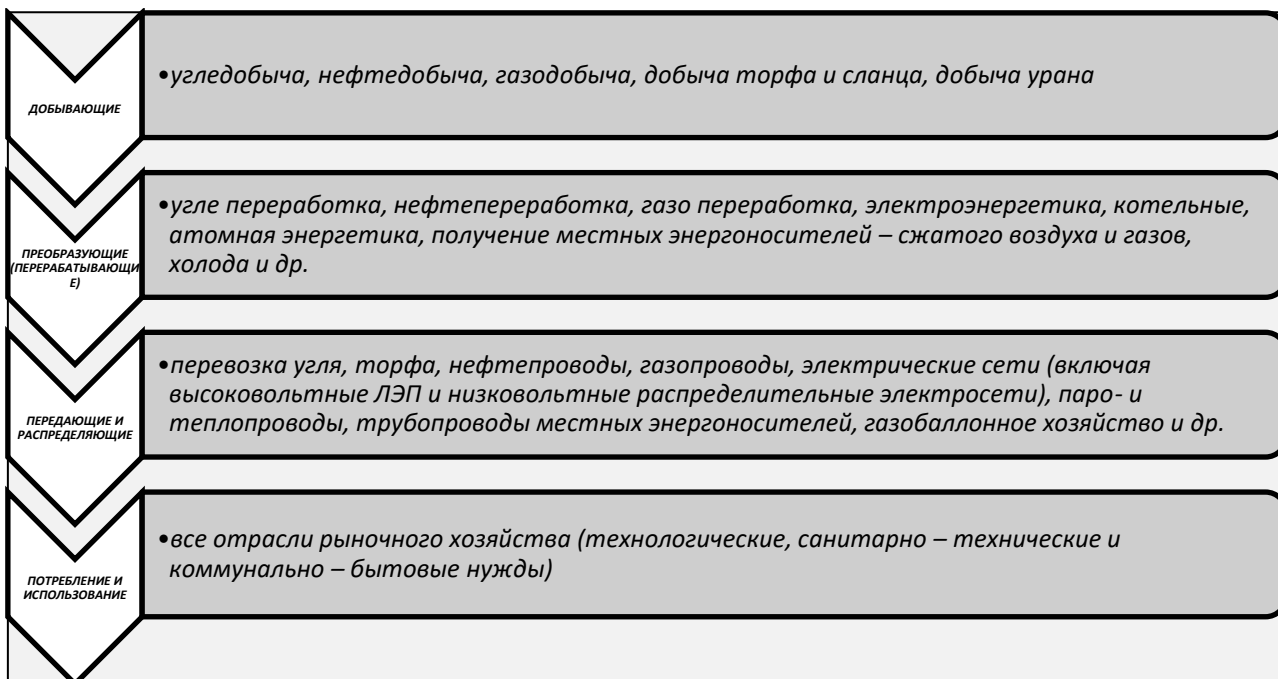 ДОБЫВАЮЩИЕ
•угледобыча, нефтедобыча, газодобыча, добыча торфа и сланца, добыча урана
ПРЕОБРАЗУЮЩИЕ
(ПЕРЕРАБАТЫВАЮЩИ
Е)
•угле переработка, нефтепереработка, газо переработка, электроэнергетика, котельные,
атомная энергетика, получение местных энергоносителей – сжатого воздуха и газов,
холода и др.
ПЕРЕДАЮЩИЕ И
РАСПРЕДЕЛЯЮЩИЕ
•перевозка угля, торфа, нефтепроводы, газопроводы, электрические сети (включая
высоковольтные ЛЭП и низковольтные распределительные электросети), паро- и
теплопроводы, трубопроводы местных энергоносителей, газобаллонное хозяйство и др.
ПОТРЕБЛЕНИЕ И
ИСПОЛЬЗОВАНИЕ
•все отрасли рыночного хозяйства (технологические, санитарно – технические и
коммунально – бытовые нужды)